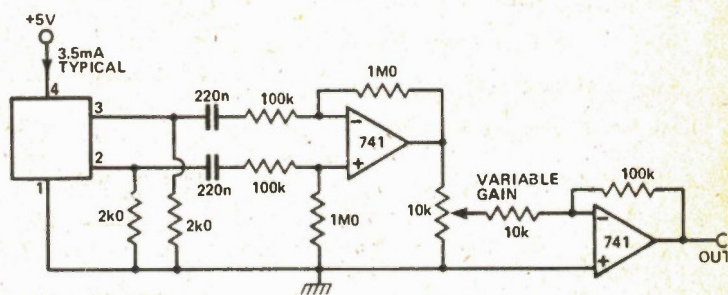 +5V
3.5mA
TYPICAL
4
3
2
1
220n
100k
1M0
−
741
+
220n
100k
2k0
2k0
1M0
10k
VARIABLE
GAIN
10k
100k
−
741
+
OUT